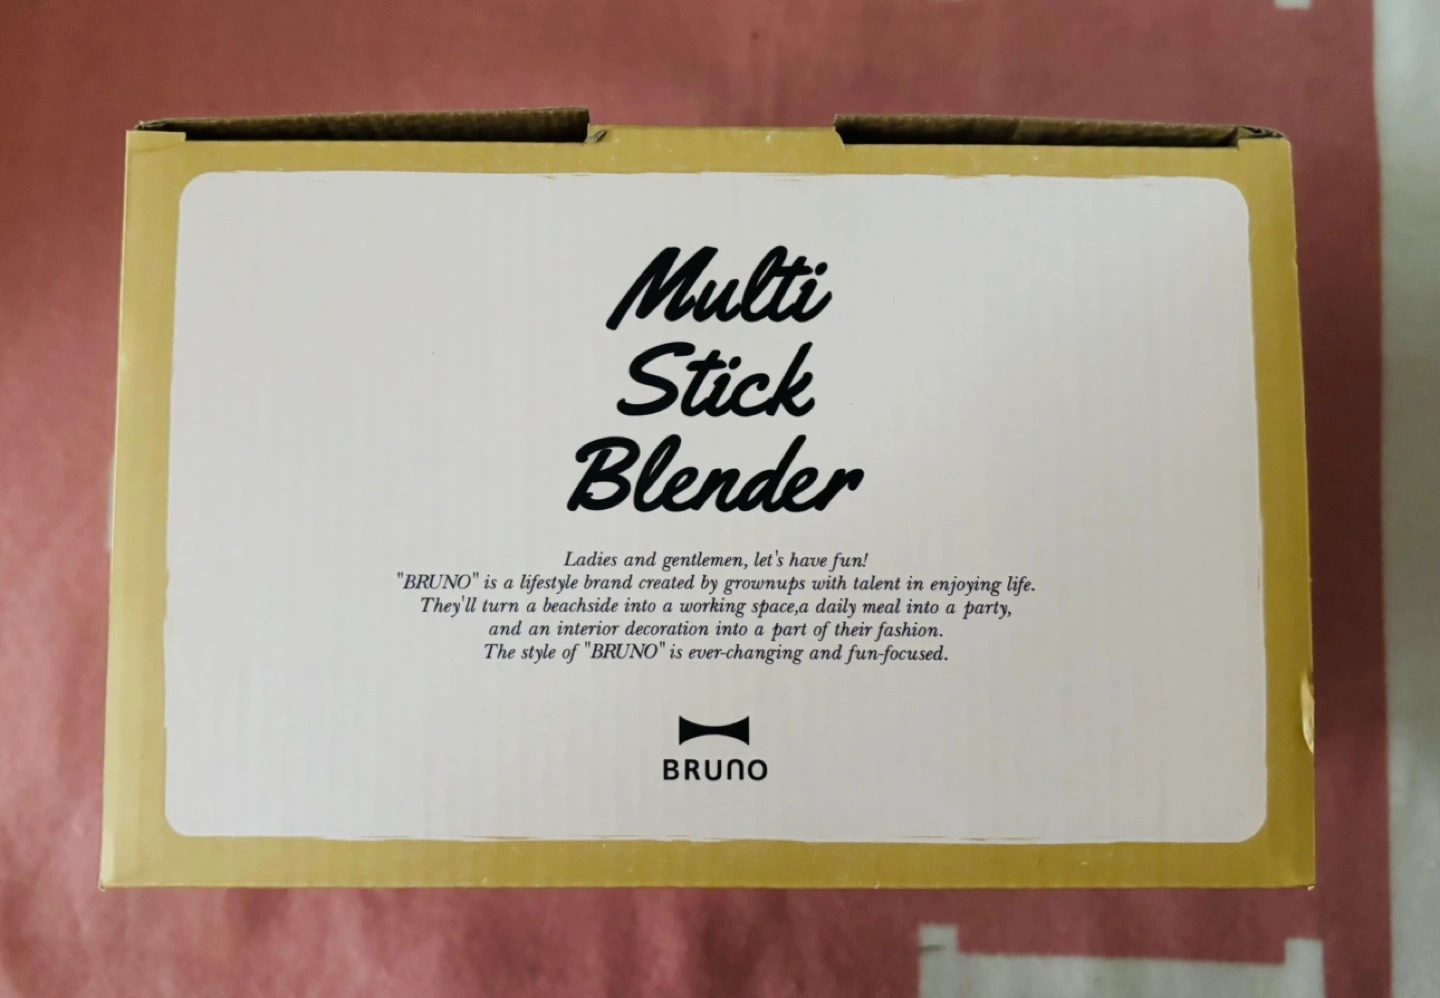 Multi
Stick
Blender
Ladies and gentlemen, let's have fun!
"BRUNO" is a lifestyle brand created by grownups with talent in enjoying life.
They'll turn a beachside into a working space,a daily meal into a party,
and an interior decoration into a part of their fashion.
The style of "BRUNO" is ever-changing and fun-focused.
BRUNO